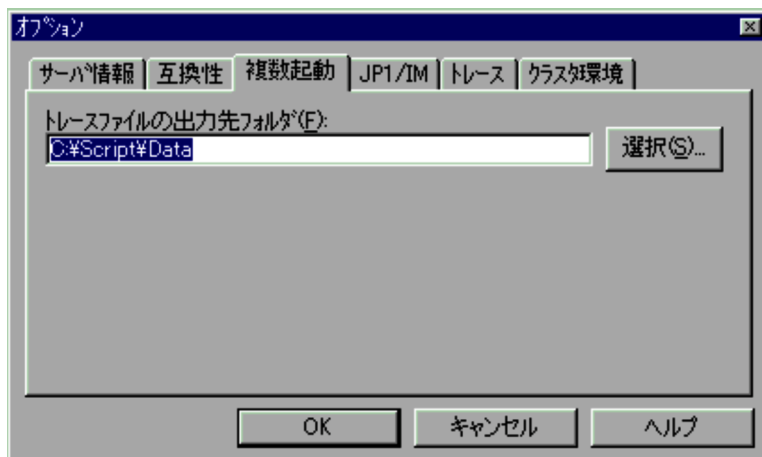 オプション
サーバ情報 互換性 複数起動 JP1/IM トレース クラスタ環境
トレースファイルの出力先フォルダ(F):
C:¥Script¥Data
選択(S)...
OK キャンセル ヘルプ